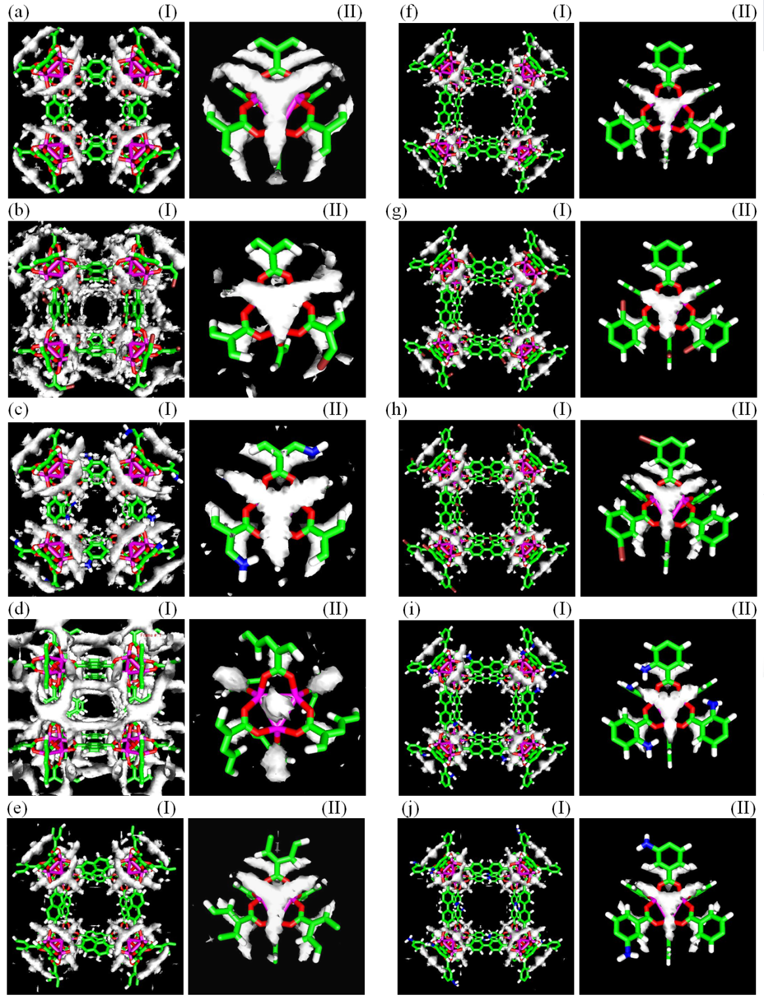 (a) (I) (II) (f) (I) (II)
(b) (I) (II) (g) (I) (II)
(c) (I) (II) (h) (I) (II)
(d) (I) (II) (i) (I) (II)
(e) (I) (II) (j) (I) (II)